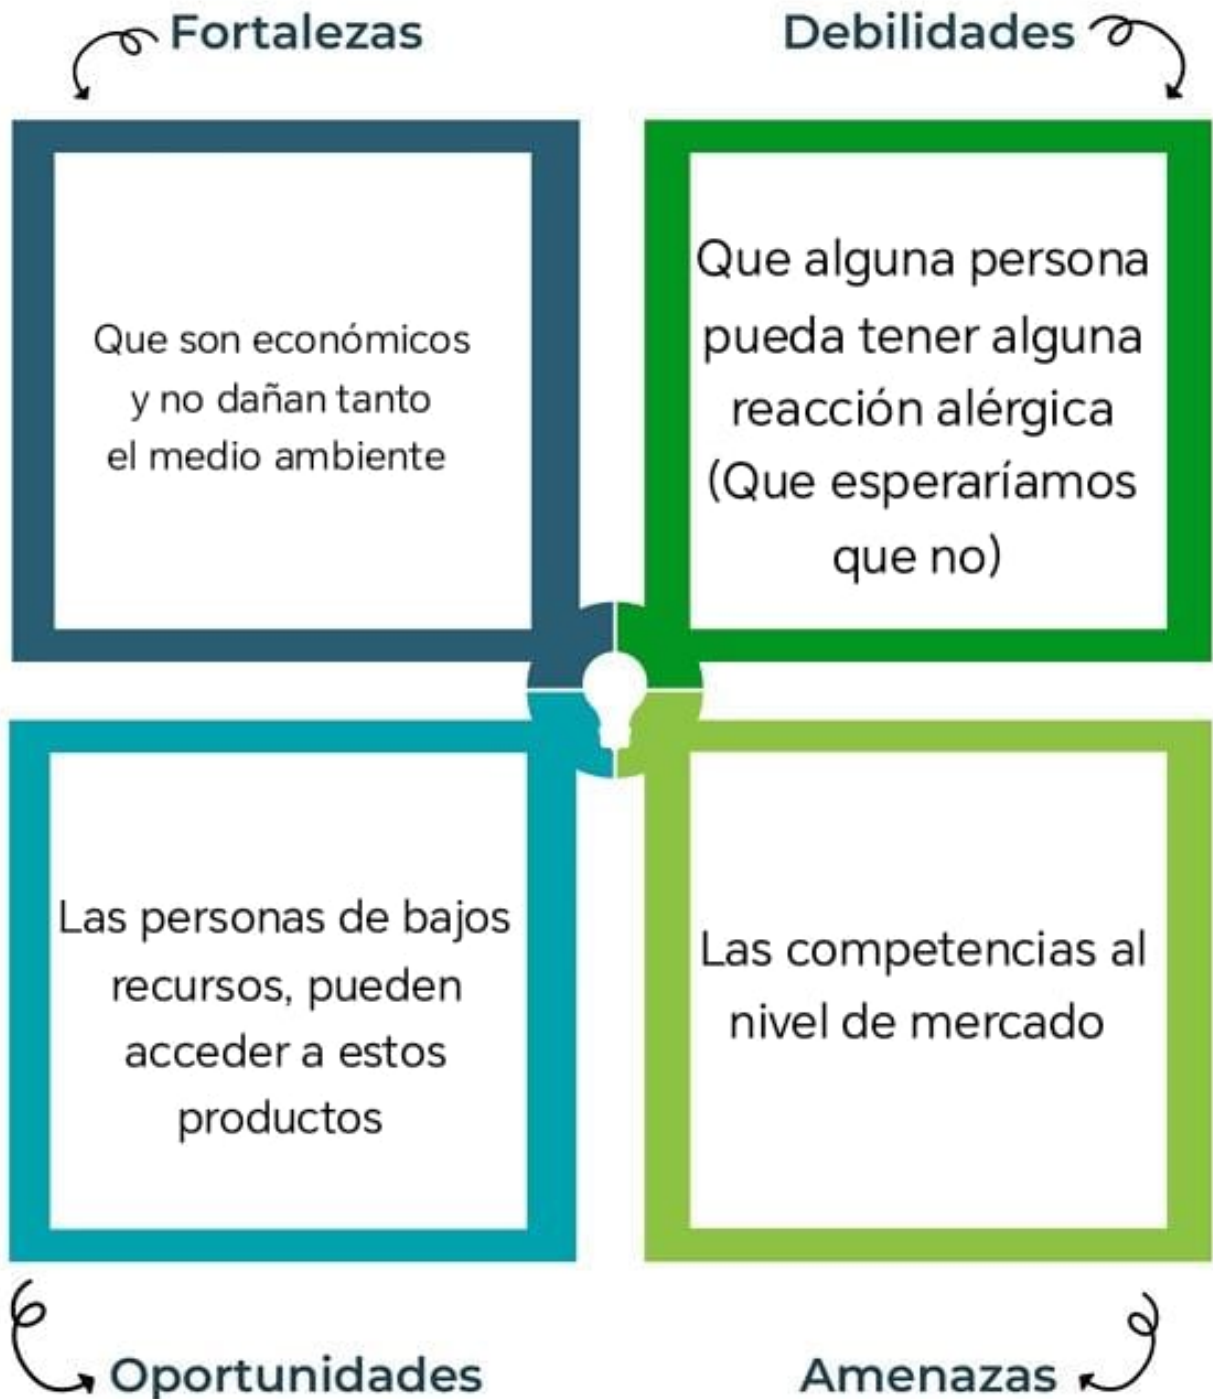 Fortalezas
Debilidades
Que son económicos
y no dañan tanto
el medio ambiente
Que alguna persona
pueda tener alguna
reacción alérgica
(Que esperaríamos
que no)
Las personas de bajos
recursos, pueden
acceder a estos
productos
Las competencias al
nivel de mercado
Oportunidades
Amenazas